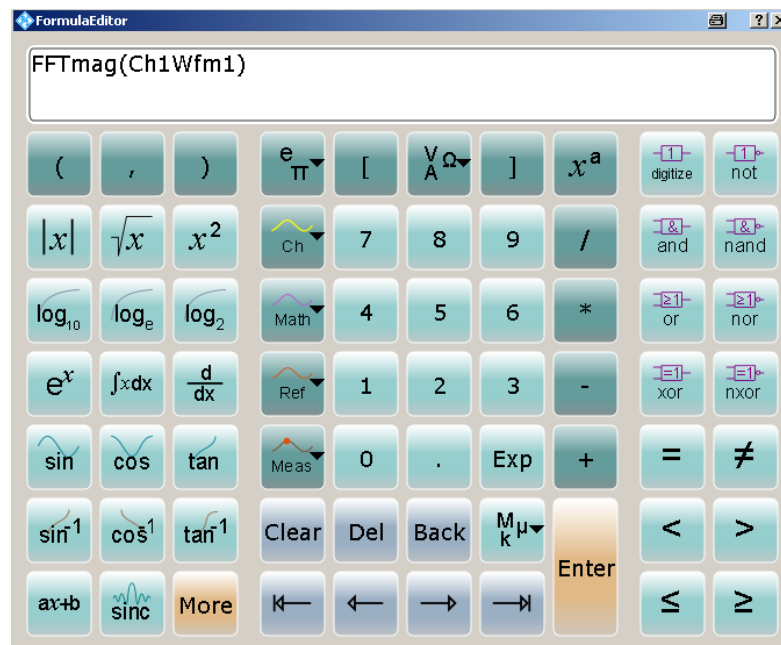 FormulaEditor ?
FFTmag(Ch1Wfm1)
( , ) e π [ V A Ω ] xᵃ 1 digitize 1 not
|x| √x x² Ch 7 8 9 / & and & nand
log₁₀ logₑ log₂ Math 4 5 6 * ≥1 or ≥1 nor
eˣ ∫xdx d/dx Ref 1 2 3 - =1 xor =1 nxor
sin cos tan Meas 0 . Exp + = ≠
sin⁻¹ cos⁻¹ tan⁻¹ Clear Del Back M k μ Enter < >
ax+b sinc More ≤ ≥